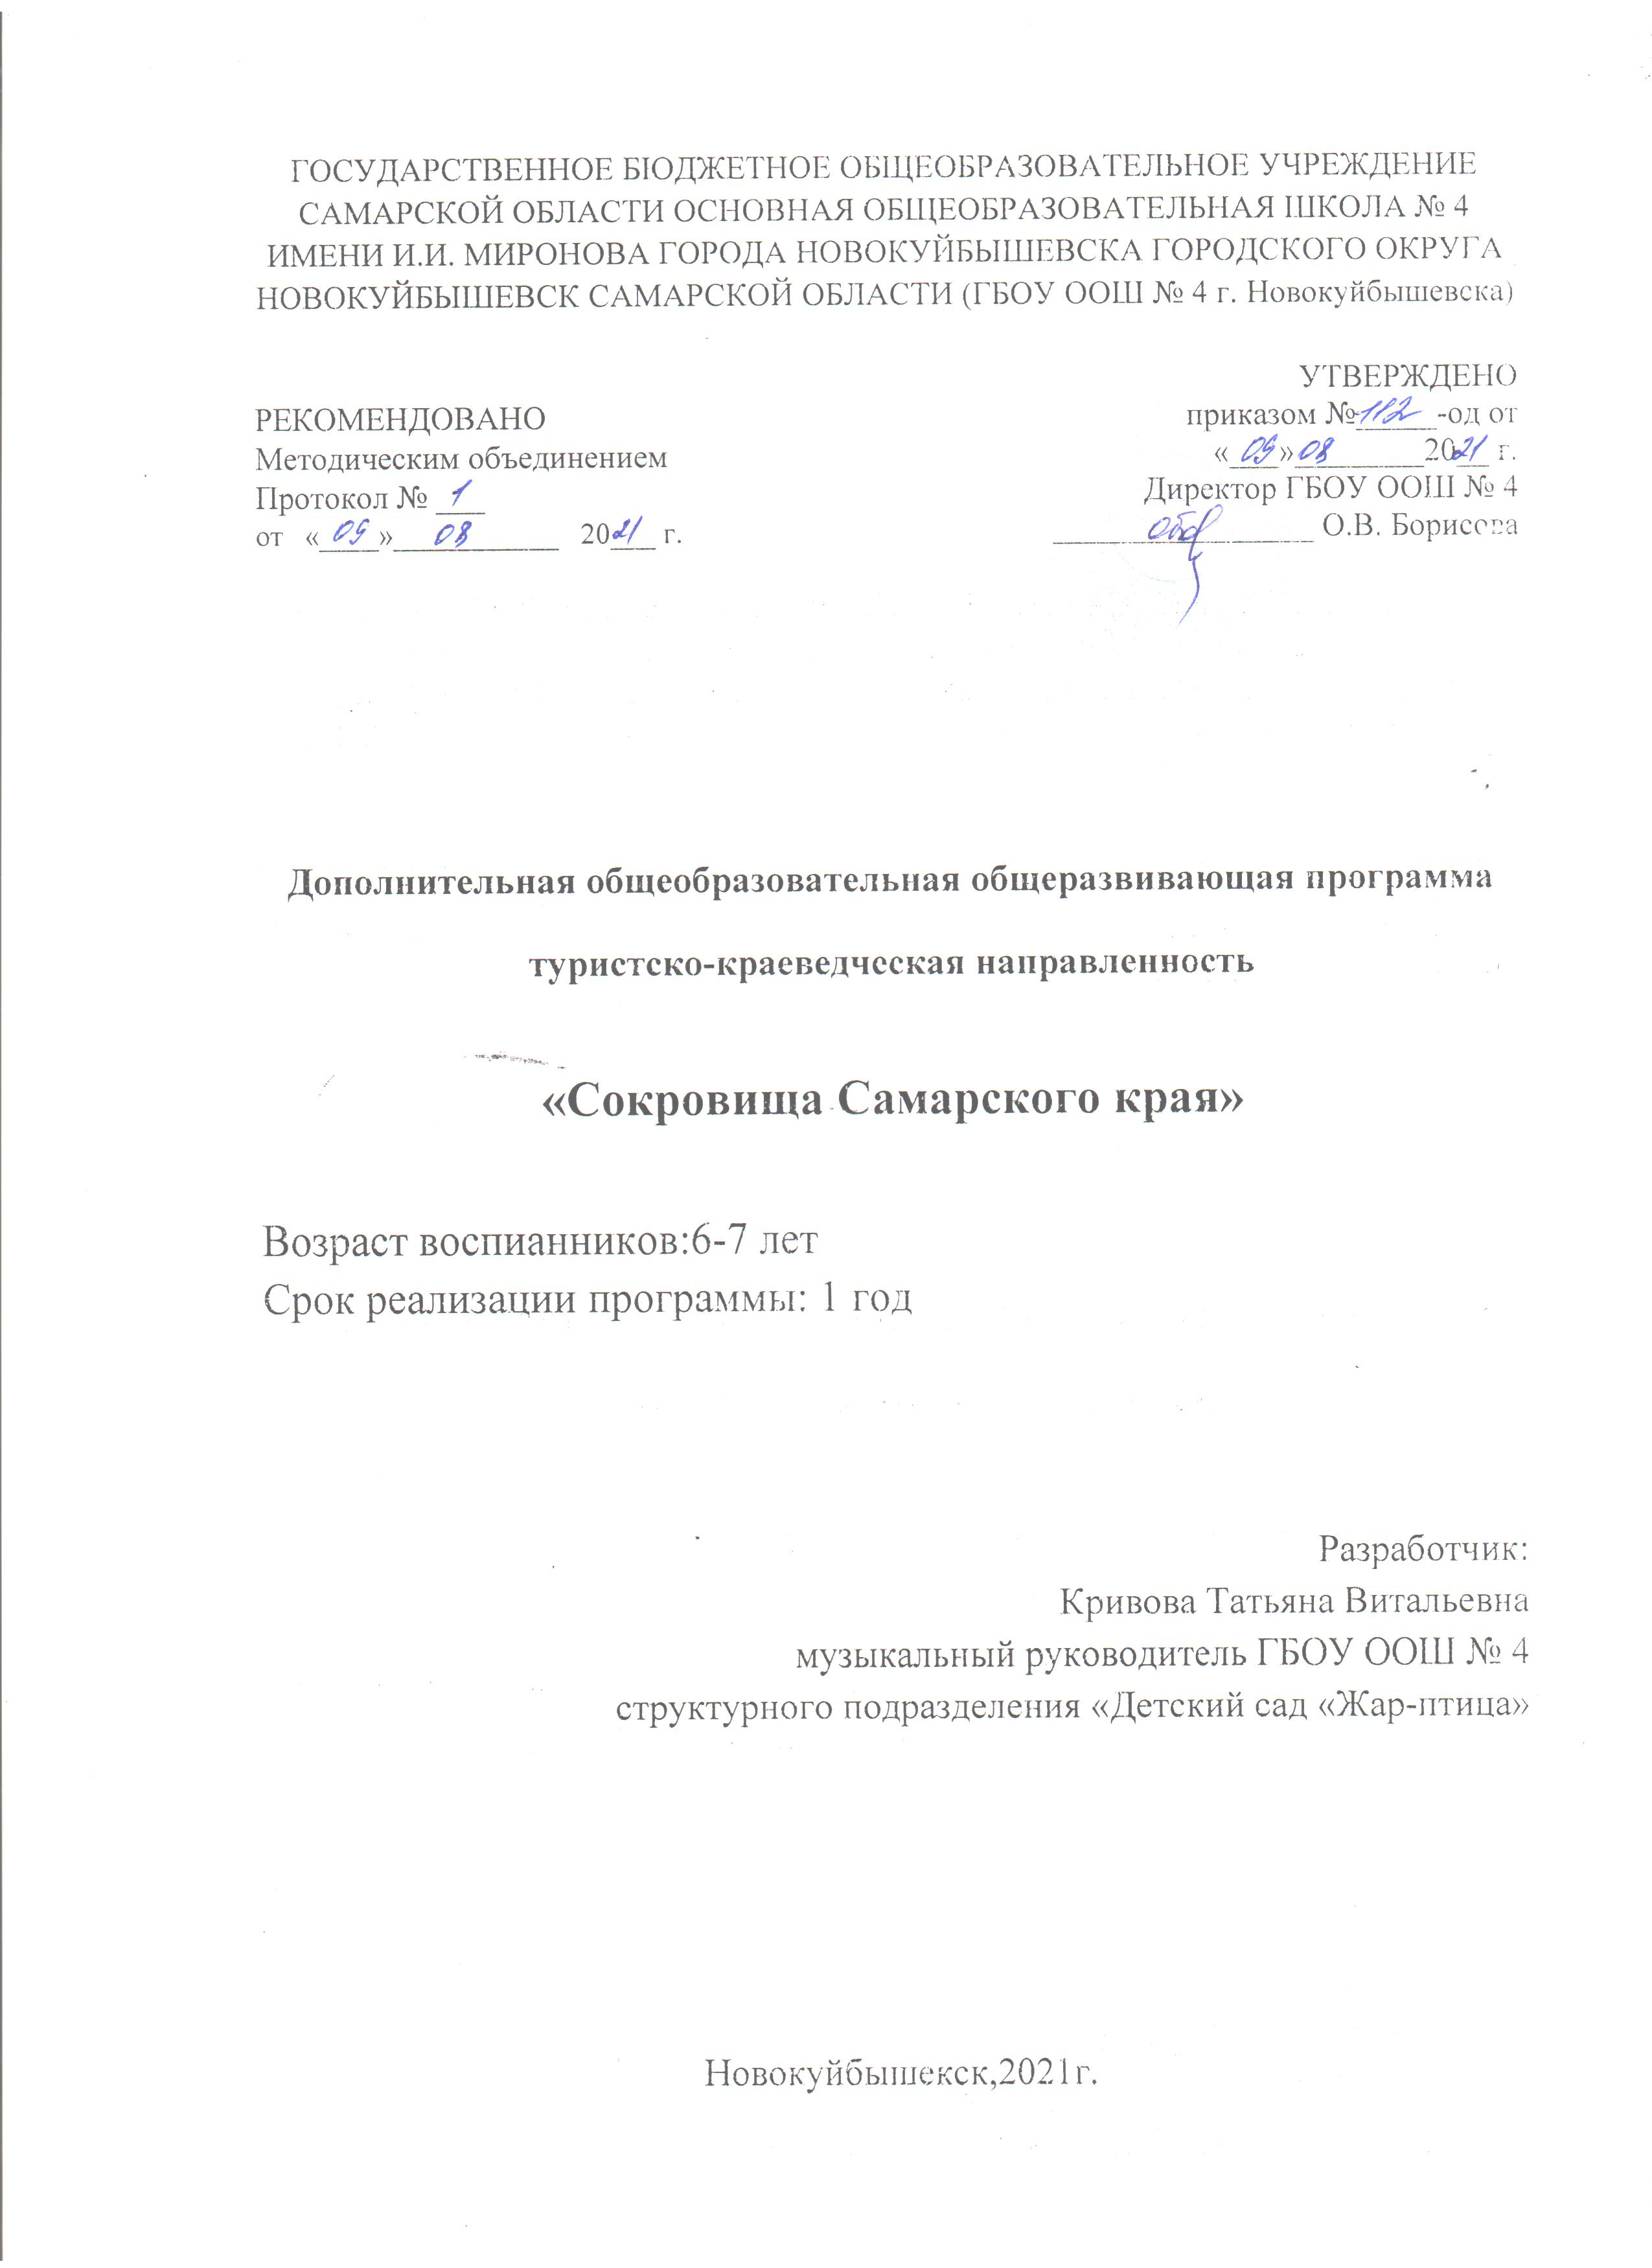 ГОСУДАРСТВЕННОЕ БЮДЖЕТНОЕ ОБЩЕОБРАЗОВАТЕЛЬНОЕ УЧРЕЖДЕНИЕ
САМАРСКОЙ ОБЛАСТИ ОСНОВНАЯ ОБЩЕОБРАЗОВАТЕЛЬНАЯ ШКОЛА № 4
ИМЕНИ И.И. МИРОНОВА ГОРОДА НОВОКУЙБЫШЕВСКА ГОРОДСКОГО ОКРУГА
НОВОКУЙБЫШЕВСК САМАРСКОЙ ОБЛАСТИ (ГБОУ ООШ № 4 г. Новокуйбышевска)
РЕКОМЕНДОВАНО
Методическим объединением
Протокол № 1
от «09» 08 2021 г.
УТВЕРЖДЕНО
приказом № 112 -од от
«09» 08 2021 г.
Директор ГБОУ ООШ № 4
О.В. Борисова
Дополнительная общеобразовательная общеразвивающая программа
туристско-краеведческая направленность
«Сокровища Самарского края»
Возраст воспианников:6-7 лет
Срок реализации программы: 1 год
Разработчик:
Кривова Татьяна Витальевна
музыкальный руководитель ГБОУ ООШ № 4
структурного подразделения «Детский сад «Жар-птица»
Новокуйбышекск,2021г.